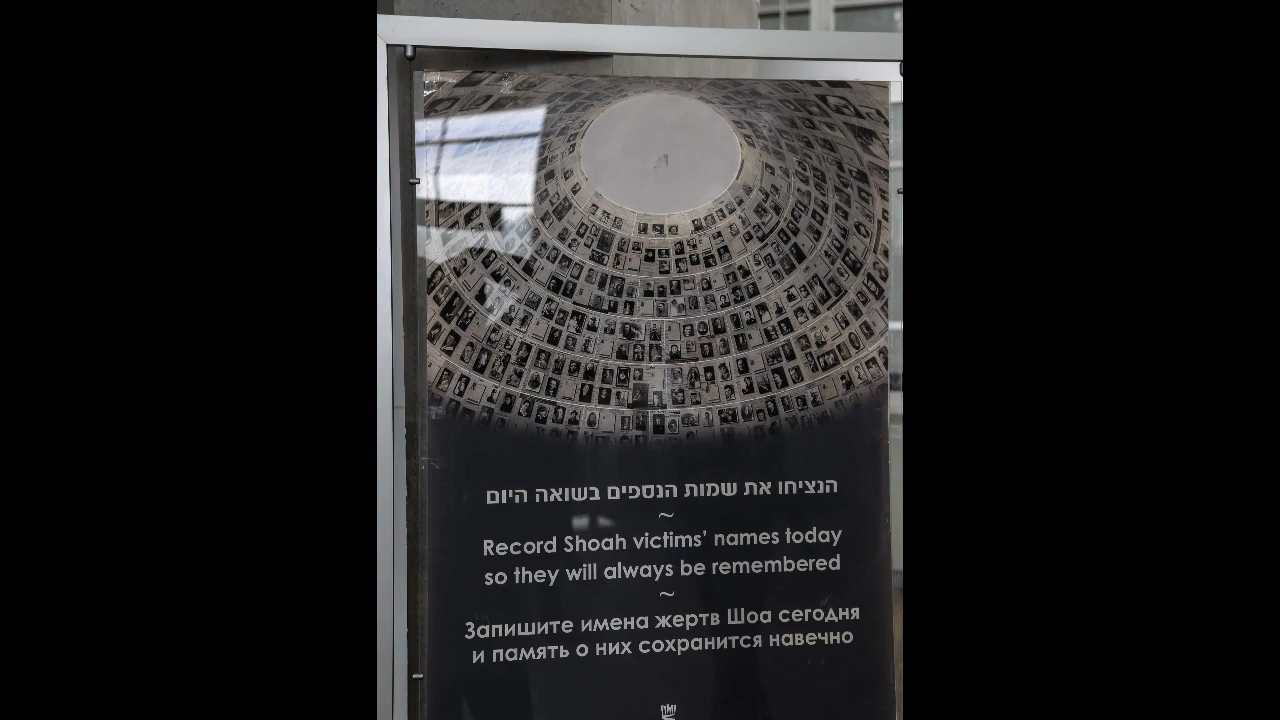 הנציחו את שמות הנספים בשואה היום
~
Record Shoah victims’ names today
so they will always be remembered
~
Запишите имена жертв Шоа сегодня
и память о них сохранится навечно